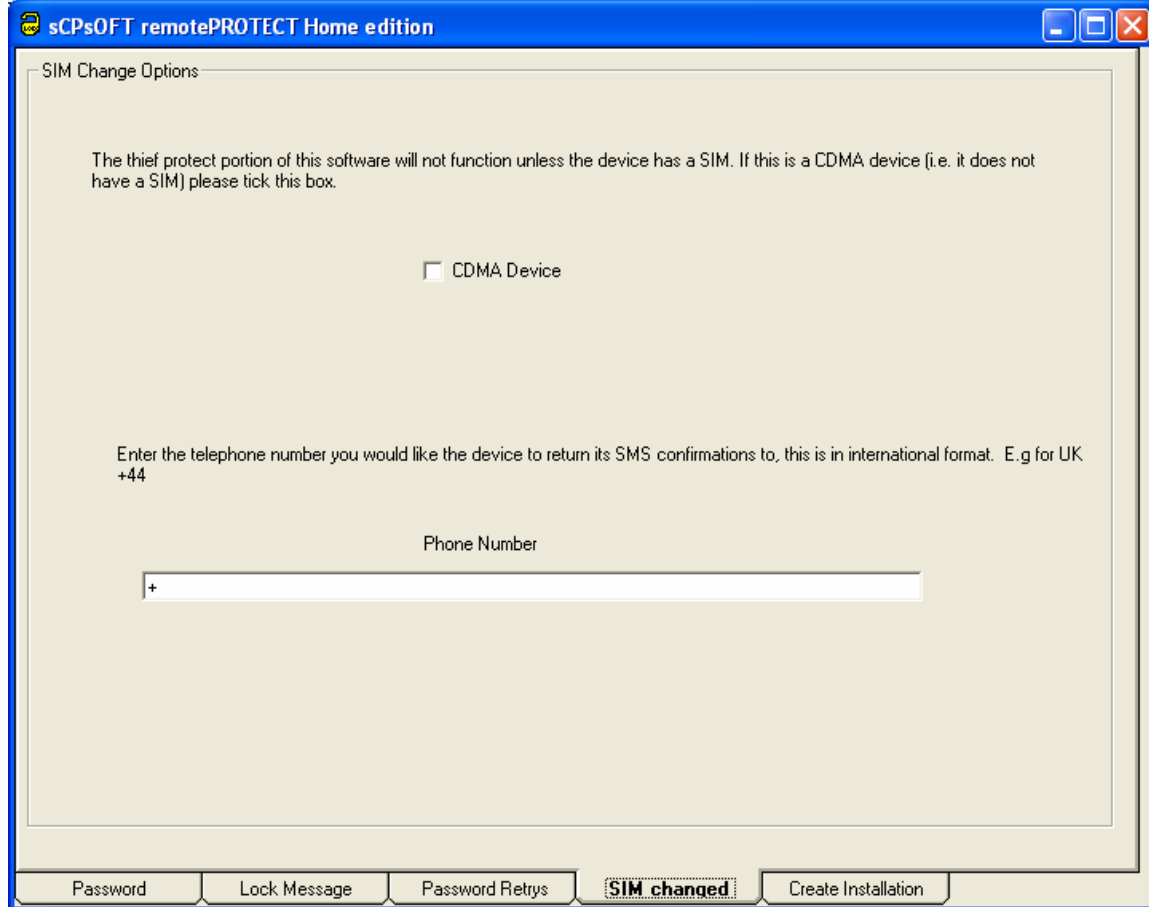 sCPsOFT remotePROTECT Home edition
SIM Change Options
The thief protect portion of this software will not function unless the device has a SIM. If this is a CDMA device (i.e. it does not
have a SIM) please tick this box.
CDMA Device
Enter the telephone number you would like the device to return its SMS confirmations to, this is in international format.  E.g for UK
+44
Phone Number
+
Password
Lock Message
Password Retrys
SIM changed
Create Installation